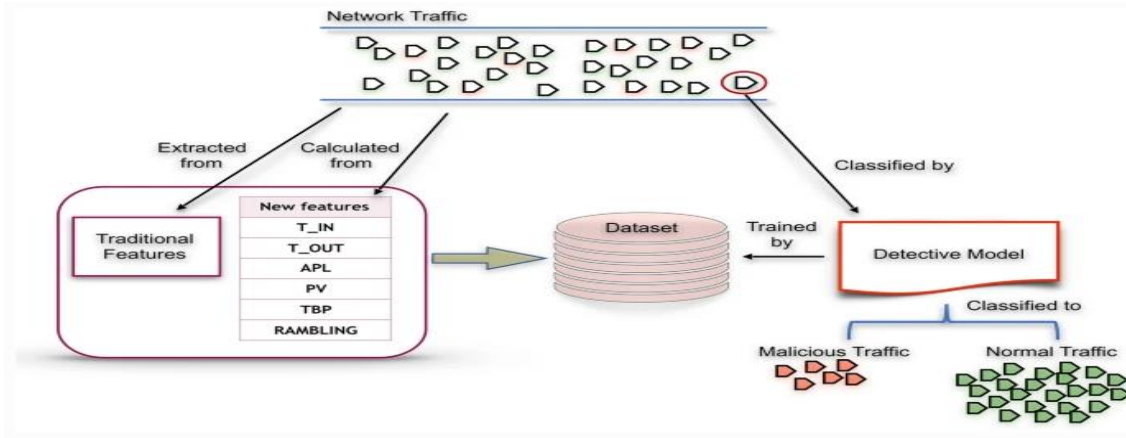 Network Traffic
Extracted
from
Calculated
from
Classified by
New features
T_IN
T_OUT
APL
PV
TBP
RAMBLING
Traditional
Features
Dataset
Trained
by
Detective Model
Classified to
Malicious Traffic
Normal Traffic